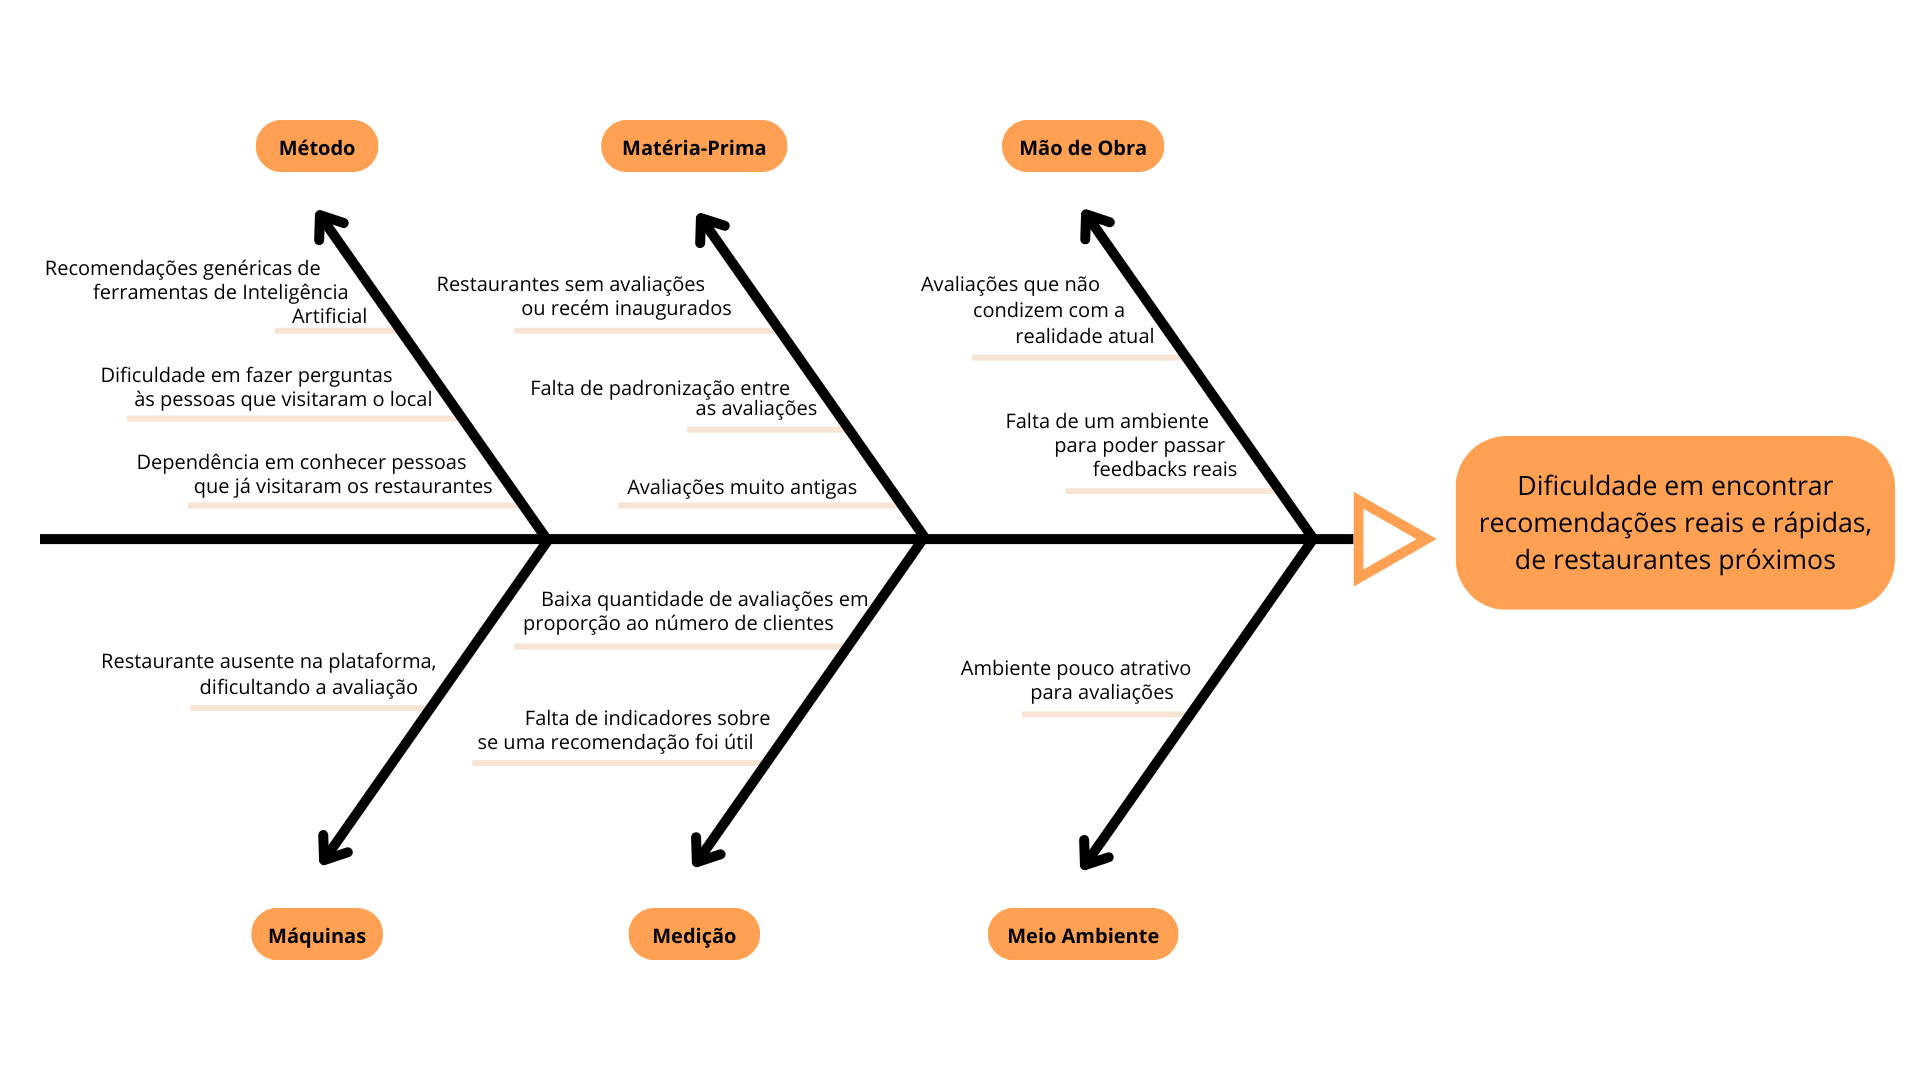 Método
Matéria-Prima
Mão de Obra
Recomendações genéricas de
ferramentas de Inteligência
Artificial
Dificuldade em fazer perguntas
às pessoas que visitaram o local
Dependência em conhecer pessoas
que já visitaram os restaurantes
Restaurantes sem avaliações
ou recém inaugurados
Falta de padronização entre
as avaliações
Avaliações muito antigas
Avaliações que não
condizem com a
realidade atual
Falta de um ambiente
para poder passar
feedbacks reais
Dificuldade em encontrar
recomendações reais e rápidas,
de restaurantes próximos
Restaurante ausente na plataforma,
dificultando a avaliação
Baixa quantidade de avaliações em
proporção ao número de clientes
Falta de indicadores sobre
se uma recomendação foi útil
Ambiente pouco atrativo
para avaliações
Máquinas
Medição
Meio Ambiente